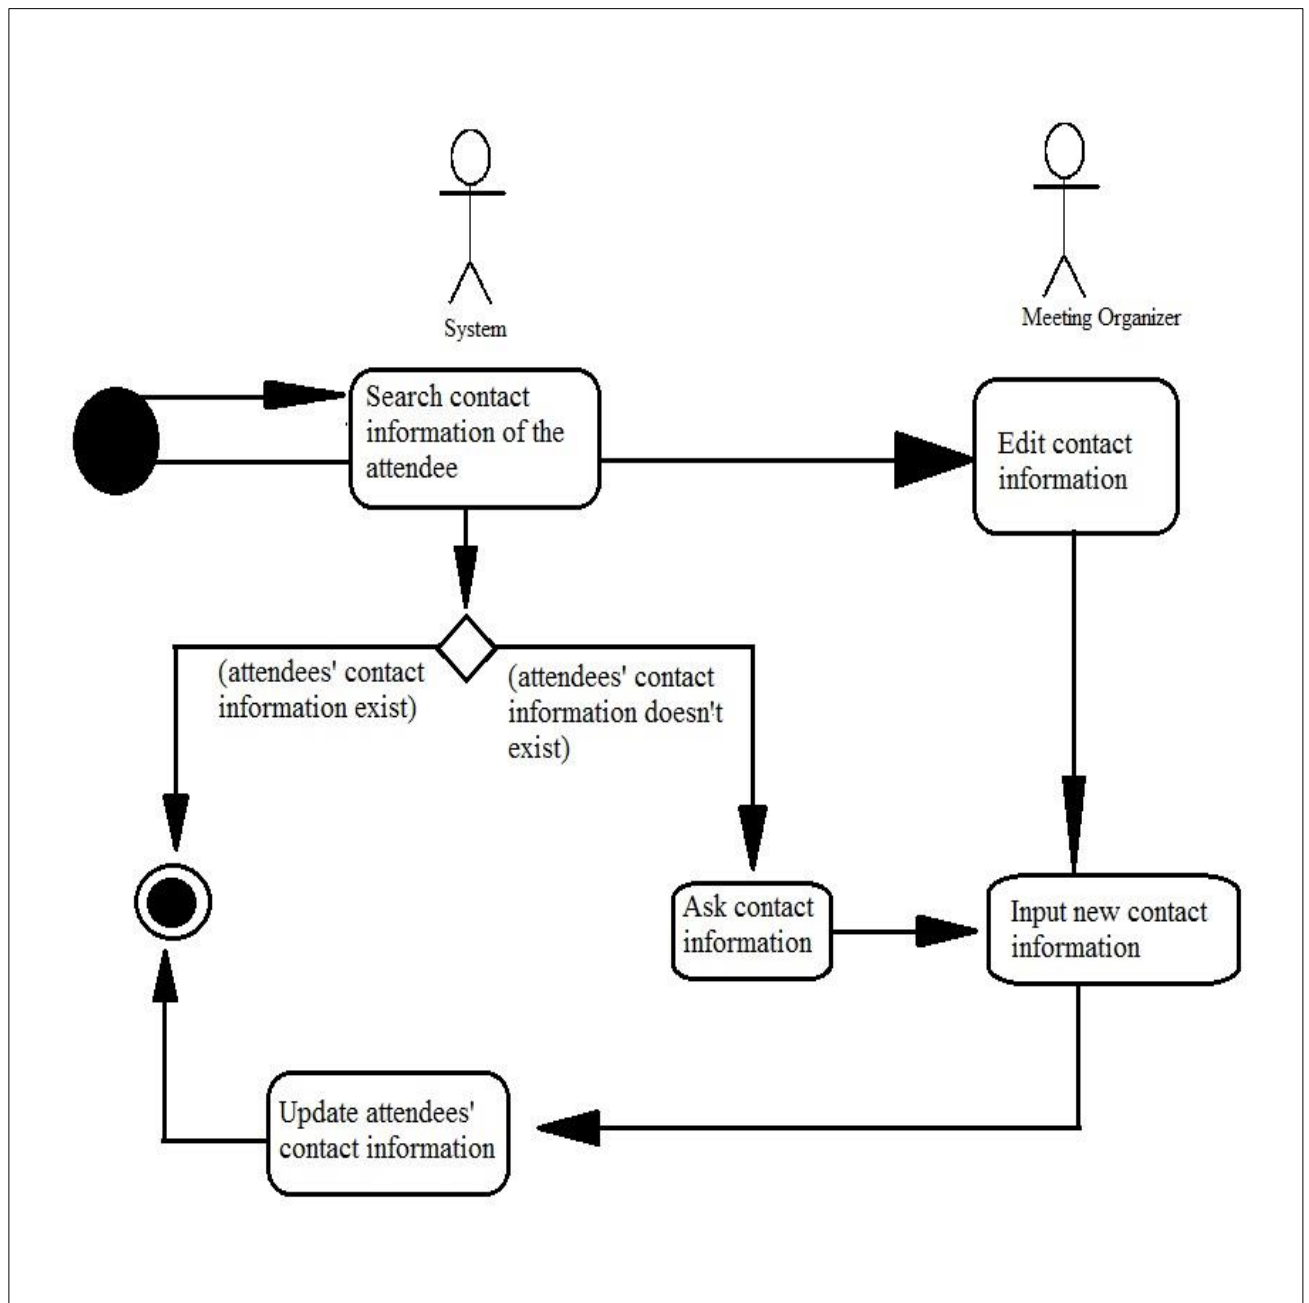 System
Meeting Organizer
Search contact
information of the
attendee
Edit contact
information
(attendees' contact
information exist)
(attendees' contact
information doesn't
exist)
Ask contact
information
Input new contact
information
Update attendees'
contact information